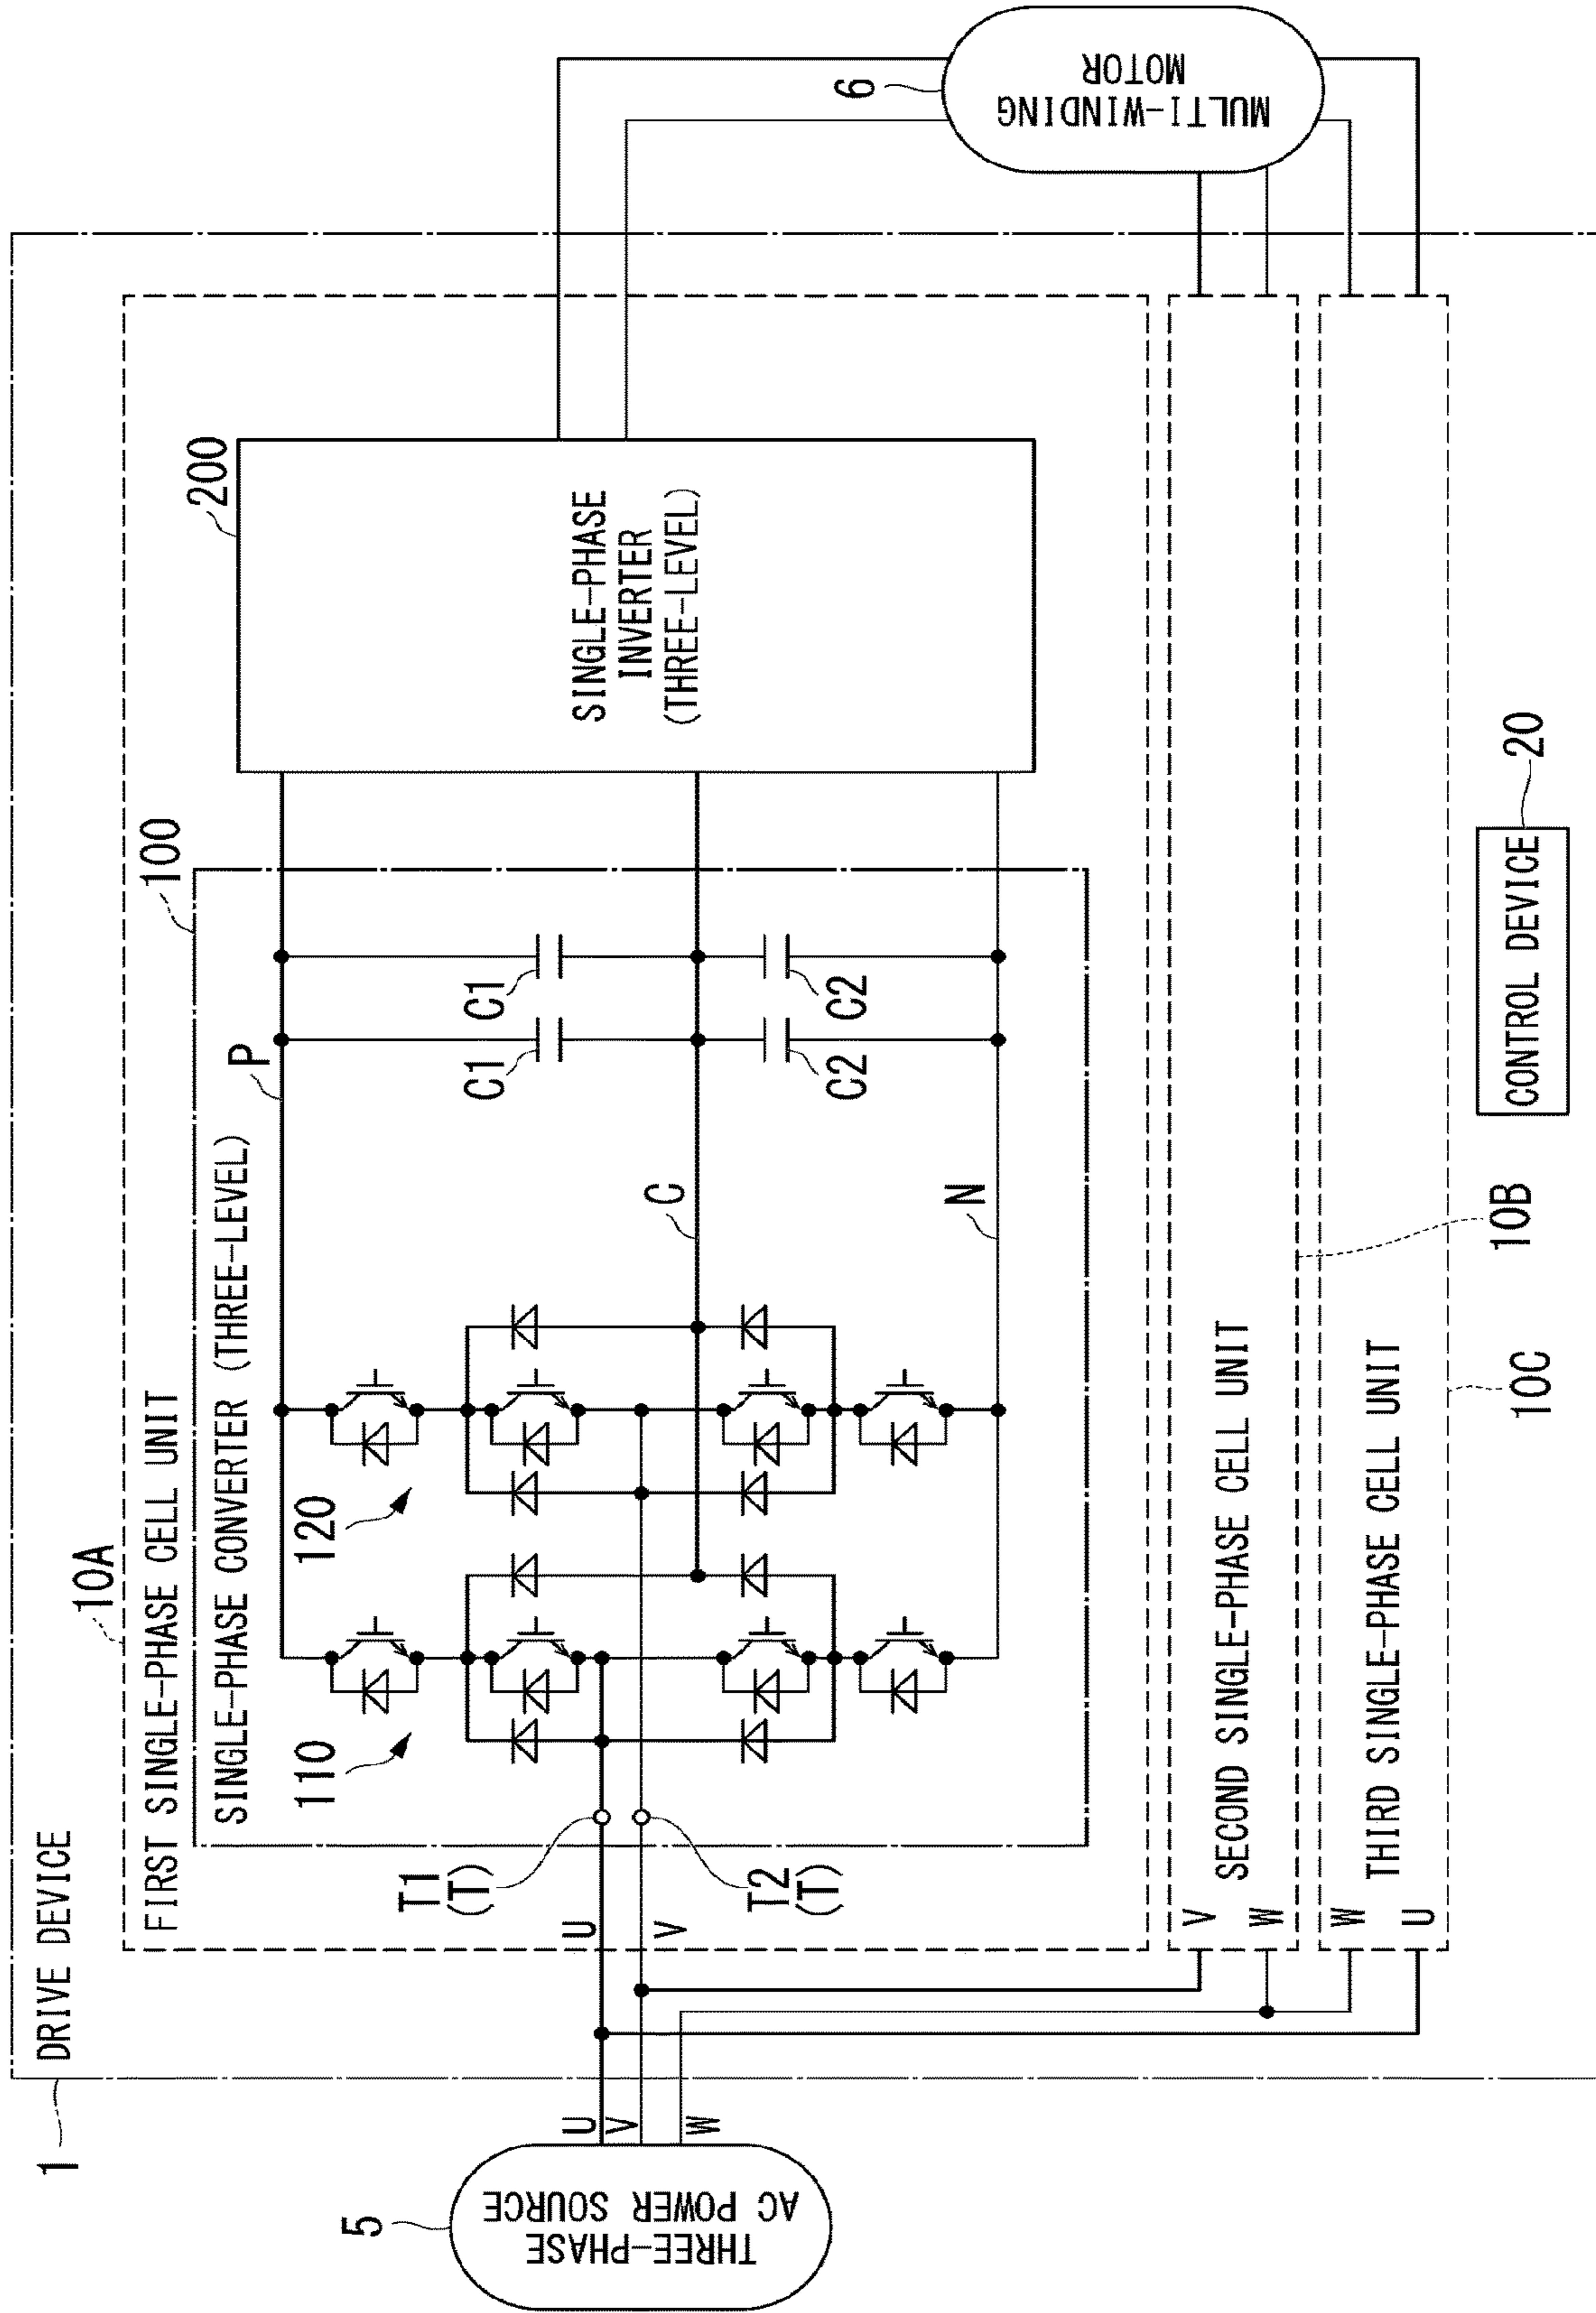 1
DRIVE DEVICE
10A
FIRST SINGLE-PHASE CELL UNIT
100
SINGLE-PHASE CONVERTER (THREE-LEVEL)
P
200
110
120
C1
C1
C
C2
C2
N
SINGLE-PHASE
INVERTER
(THREE-LEVEL)
6
MULTI-WINDING
MOTOR
5
THREE-PHASE
AC POWER SOURCE
U
V
W
U
V
T1
(T)
T2
(T)
V
W
SECOND SINGLE-PHASE CELL UNIT
W
U
THIRD SINGLE-PHASE CELL UNIT
10C
10B
CONTROL DEVICE
20